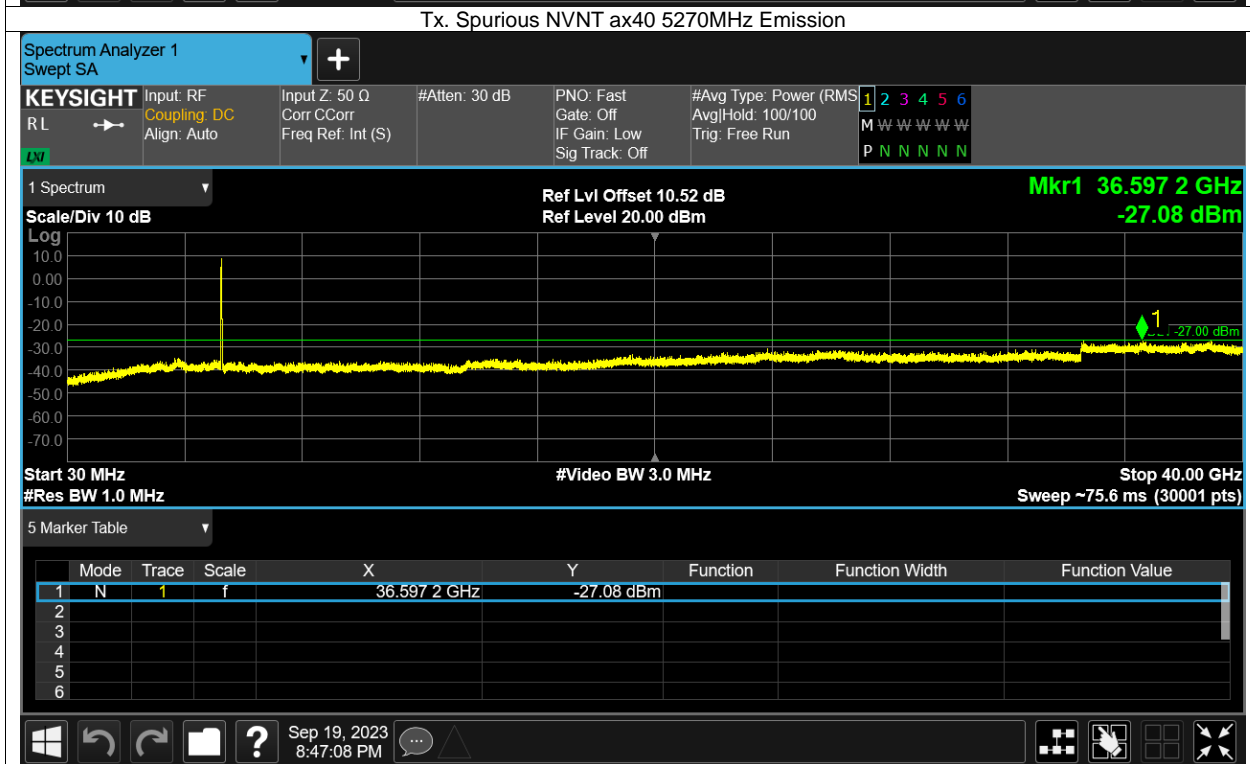 Tx. Spurious NVNT ax40 5270MHz Emission
Spectrum Analyzer 1
Swept SA
+
KEYSIGHT Input: RF Input Z: 50 Ω #Atten: 30 dB PNO: Fast #Avg Type: Power (RMS 1 2 3 4 5 6
RL Coupling: DC Corr CCorr Gate: Off Avg|Hold: 100/100 M W W W W W
Align: Auto Freq Ref: Int (S) IF Gain: Low Trig: Free Run
LXI Sig Track: Off P N N N N N N
1 Spectrum Ref Lvl Offset 10.52 dB Mkr1 36.597 2 GHz
Scale/Div 10 dB Ref Level 20.00 dBm -27.08 dBm
Log
10.0
0.00
-10.0
-20.0 1
-27.00 dBm
-30.0
-40.0
-50.0
-60.0
-70.0
Start 30 MHz #Video BW 3.0 MHz Stop 40.00 GHz
#Res BW 1.0 MHz Sweep ~75.6 ms (30001 pts)
5 Marker Table
Mode Trace Scale X Y Function Function Width Function Value
1 N 1 f 36.597 2 GHz -27.08 dBm
2
3
4
5
6
? Sep 19, 2023
8:47:08 PM